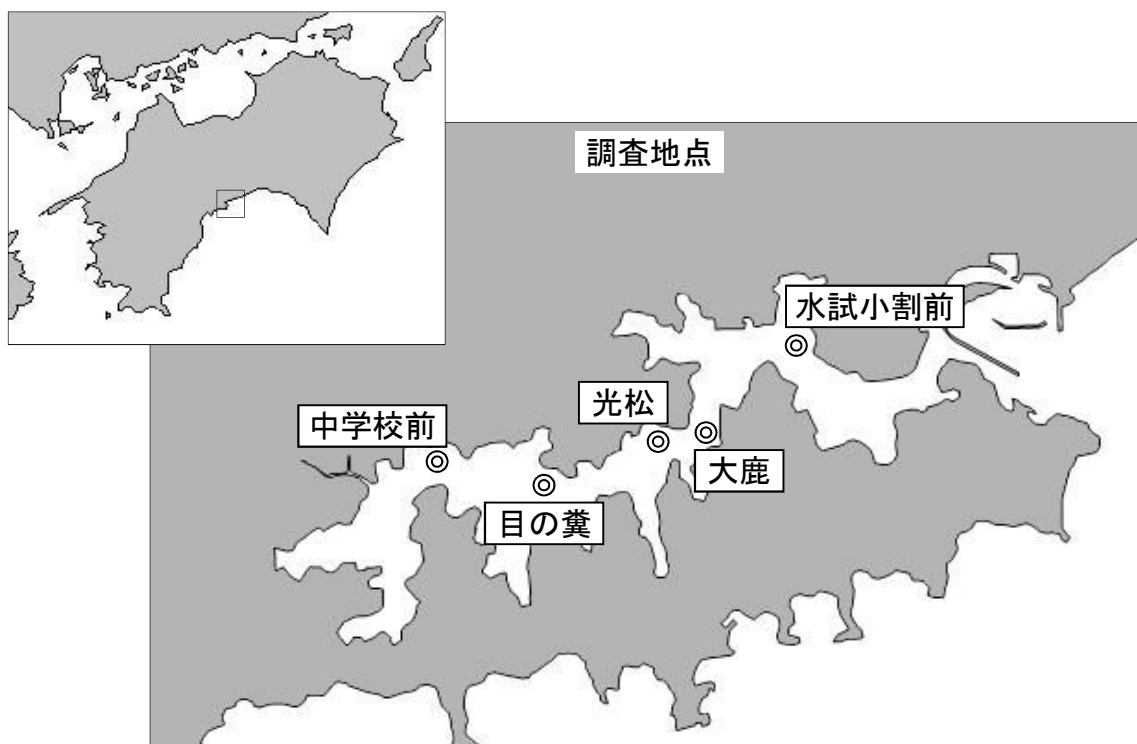 調査地点
水試小割前
光松
中学校前
大鹿
目の糞